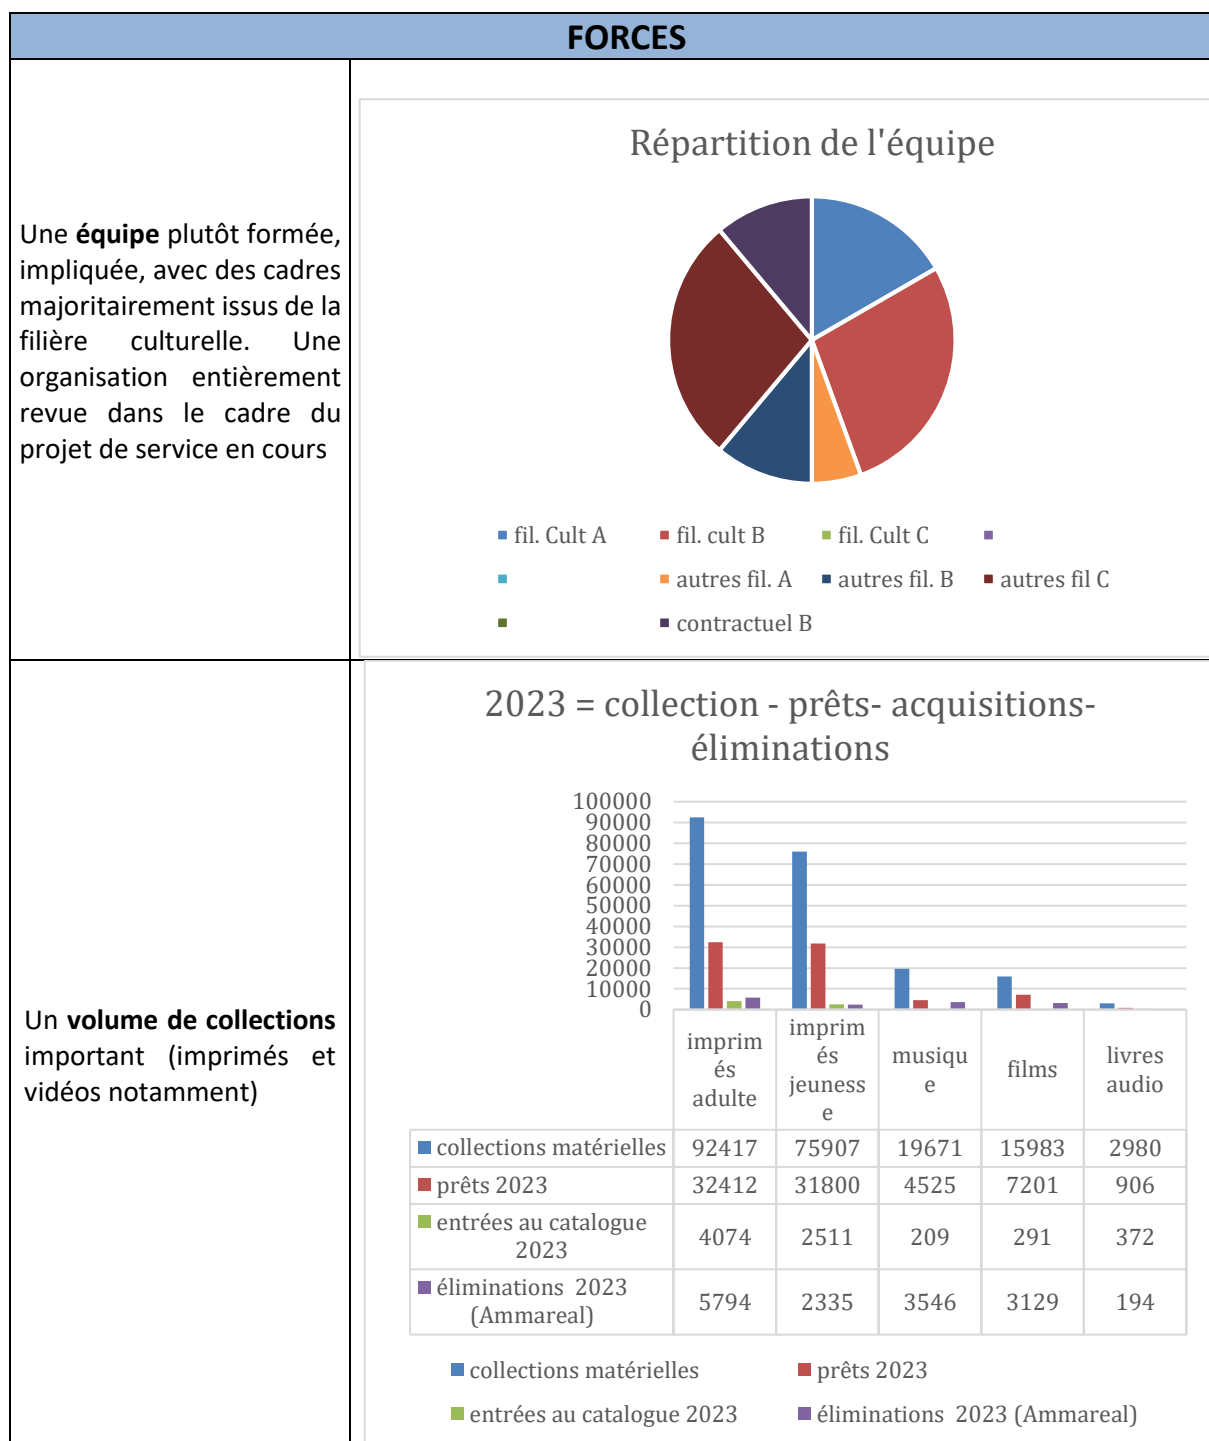 FORCES
Une équipe plutôt formée,
impliquée, avec des cadres
majoritairement issus de la
filière culturelle. Une
organisation entièrement
revue dans le cadre du
projet de service en cours
Répartition de l'équipe
fil. Cult A fil. cult B fil. Cult C
autres fil. A autres fil. B autres fil C
contractuel B
Un volume de collections
important (imprimés et
vidéos notamment)
2023 = collection - prêts- acquisitions-
éliminations
100000
90000
80000
70000
60000
50000
40000
30000
20000
10000
0
imprim
és
adulte
imprim
és
jeuness
e
musiqu
e
films
livres
audio
collections matérielles 92417 75907 19671 15983 2980
prêts 2023 32412 31800 4525 7201 906
entrées au catalogue
2023 4074 2511 209 291 372
éliminations 2023
(Ammareal) 5794 2335 3546 3129 194
collections matérielles prêts 2023
entrées au catalogue 2023 éliminations 2023 (Ammareal)